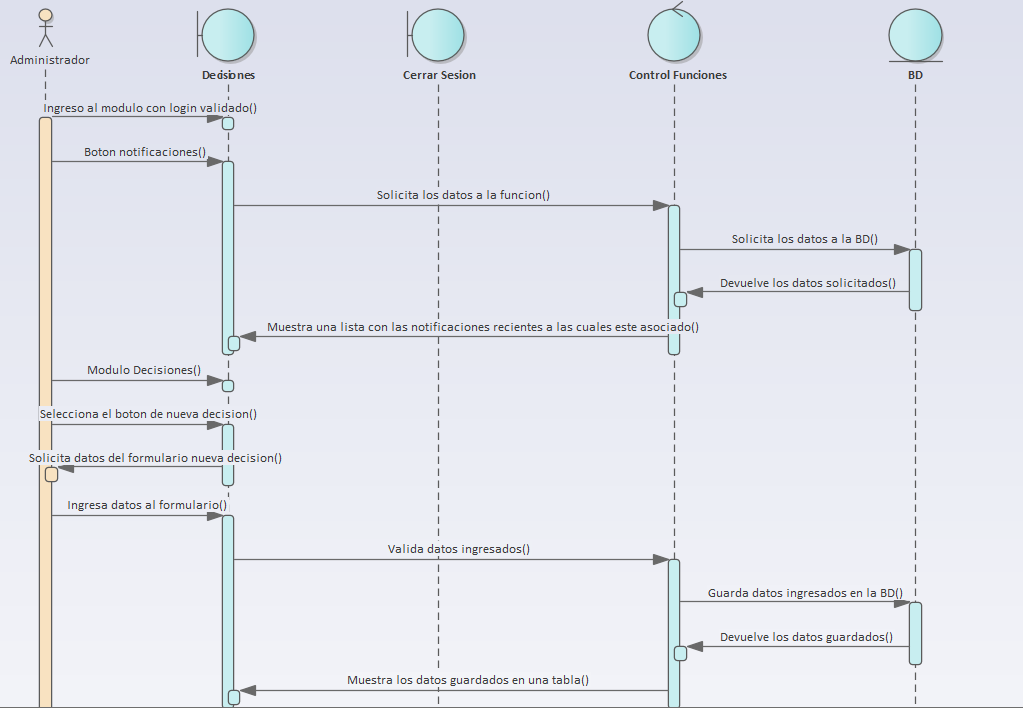 Administrador
Decisiones
Cerrar Sesion
Control Funciones
BD
Ingreso al modulo con login validado()
Boton notificaciones()
Solicita los datos a la funcion()
Solicita los datos a la BD()
Devuelve los datos solicitados()
Muestra una lista con las notificaciones recientes a las cuales este asociado()
Modulo Decisiones()
Selecciona el boton de nueva decision()
Solicita datos del formulario nueva decision()
Ingresa datos al formulario()
Valida datos ingresados()
Guarda datos ingresados en la BD()
Devuelve los datos guardados()
Muestra los datos guardados en una tabla()